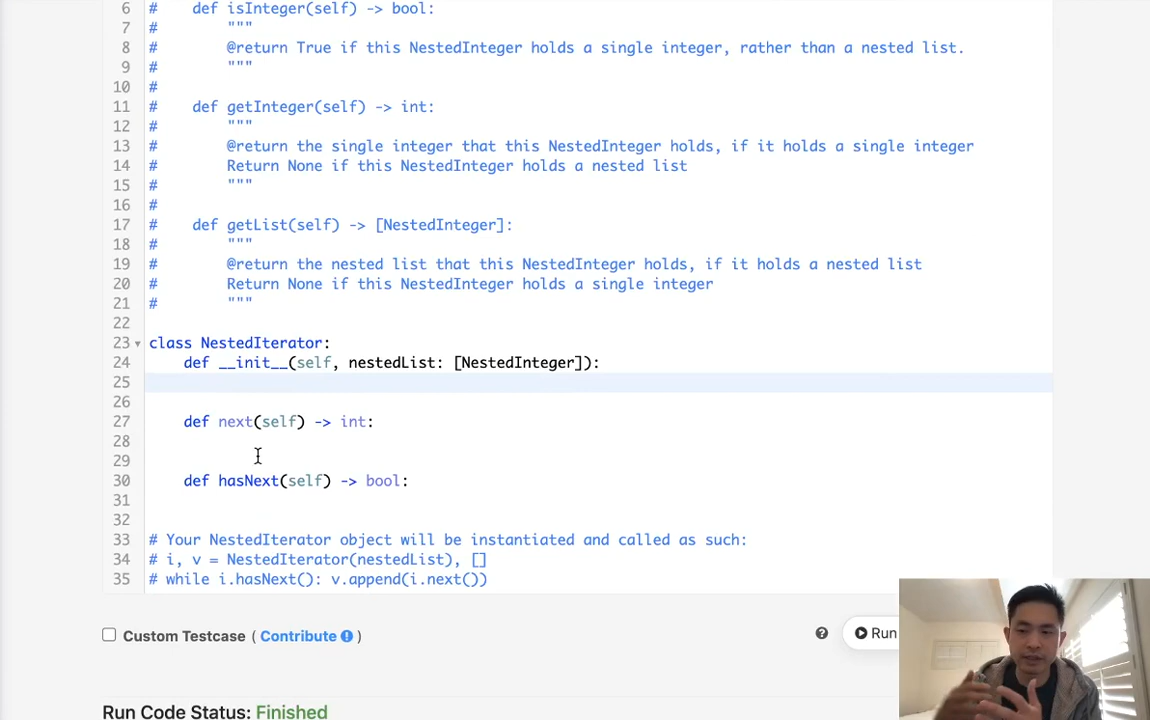 6 #    def isInteger(self) -> bool:
7 #        """
8 #        @return True if this NestedInteger holds a single integer, rather than a nested list.
9 #        """
10 #
11 #    def getInteger(self) -> int:
12 #        """
13 #        @return the single integer that this NestedInteger holds, if it holds a single integer
14 #        Return None if this NestedInteger holds a nested list
15 #        """
16 #
17 #    def getList(self) -> [NestedInteger]:
18 #        """
19 #        @return the nested list that this NestedInteger holds, if it holds a nested list
20 #        Return None if this NestedInteger holds a single integer
21 #        """
22
23 class NestedIterator:
24     def __init__(self, nestedList: [NestedInteger]):
25
26
27     def next(self) -> int:
28
29
30     def hasNext(self) -> bool:
31
32
33 # Your NestedIterator object will be instantiated and called as such:
34 # i, v = NestedIterator(nestedList), []
35 # while i.hasNext(): v.append(i.next())
Custom Testcase ( Contribute ! )
? Run
Run Code Status: Finished